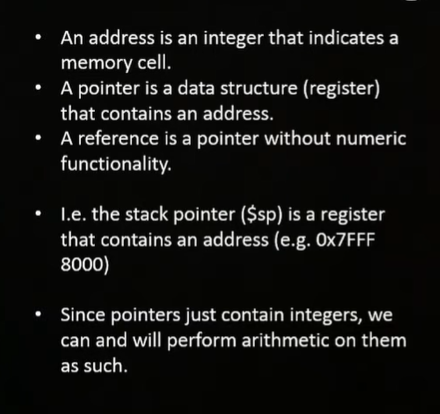 • An address is an integer that indicates a
memory cell.
• A pointer is a data structure (register)
that contains an address.
• A reference is a pointer without numeric
functionality.
• I.e. the stack pointer ($sp) is a register
that contains an address (e.g. 0x7FFF
8000)
• Since pointers just contain integers, we
can and will perform arithmetic on them
as such.